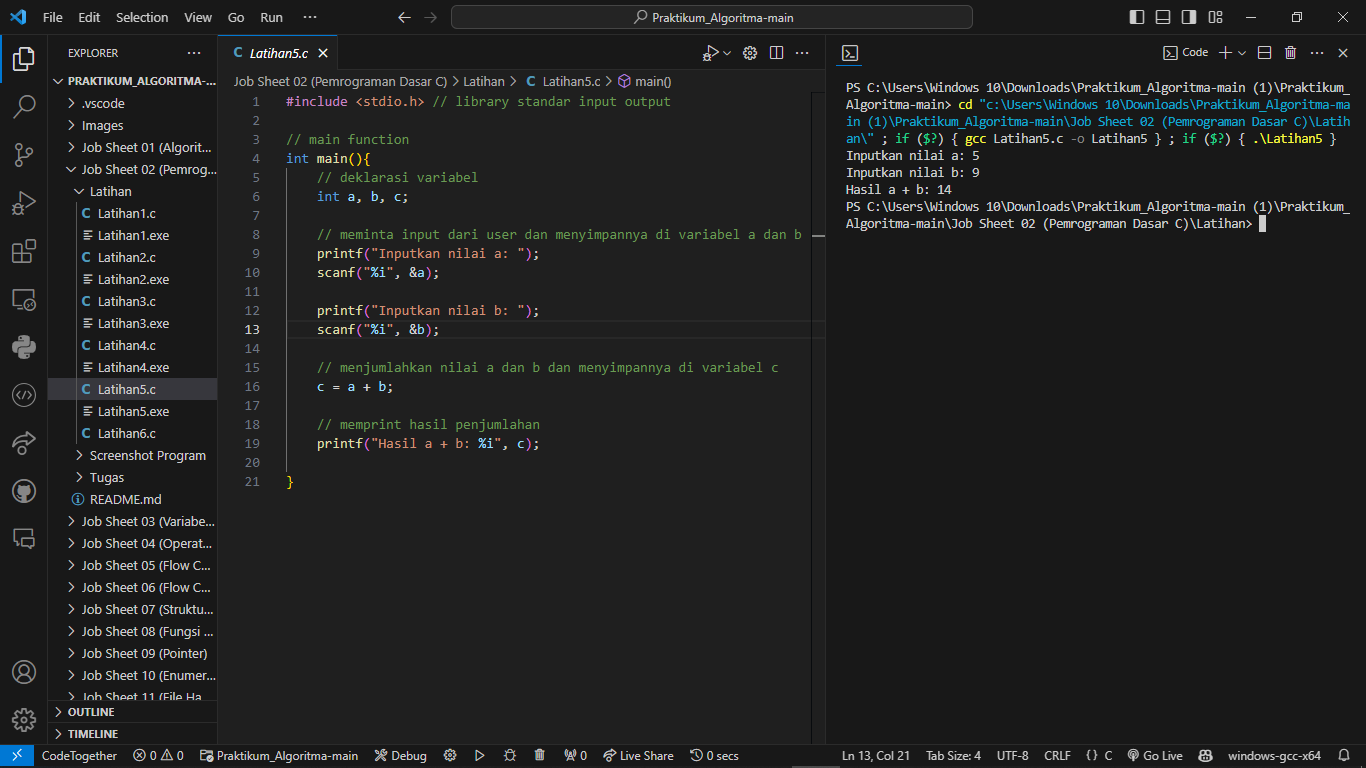 File Edit Selection View Go Run ··· Praktikum_Algoritma-main
EXPLORER ···
PRAKTIKUM_ALGORITMA-...
.vscode
Images
Job Sheet 01 (Algorit...
Job Sheet 02 (Pemrog...
Latihan
C Latihan1.c
Latihan1.exe
C Latihan2.c
Latihan2.exe
C Latihan3.c
Latihan3.exe
C Latihan4.c
Latihan4.exe
C Latihan5.c
Latihan5.exe
C Latihan6.c
Screenshot Program
Tugas
README.md
Job Sheet 03 (Variabe...
Job Sheet 04 (Operat...
Job Sheet 05 (Flow C...
Job Sheet 06 (Flow C...
Job Sheet 07 (Struktu...
Job Sheet 08 (Fungsi ...
Job Sheet 09 (Pointer)
Job Sheet 10 (Enumer...
Job Sheet 11 (File Ha...
OUTLINE
TIMELINE
C Latihan5.c
Job Sheet 02 (Pemrograman Dasar C) > Latihan > C Latihan5.c > main()
1 #include <stdio.h> // library standar input output
2
3 // main function
4 int main(){
5 // deklarasi variabel
6 int a, b, c;
7
8 // meminta input dari user dan menyimpannya di variabel a dan b
9 printf("Inputkan nilai a: ");
10 scanf("%i", &a);
11
12 printf("Inputkan nilai b: ");
13 scanf("%i", &b);
14
15 // menjumlahkan nilai a dan b dan menyimpannya di variabel c
16 c = a + b;
17
18 // memprint hasil penjumlahan
19 printf("Hasil a + b: %i", c);
20
21 }
Code
PS C:\Users\Windows 10\Downloads\Praktikum_Algoritma-main (1)\Praktikum_
Algoritma-main> cd "c:\Users\Windows 10\Downloads\Praktikum_Algoritma-ma
in (1)\Praktikum_Algoritma-main\Job Sheet 02 (Pemrograman Dasar C)\Latih
an\" ; if ($?) { gcc Latihan5.c -o Latihan5 } ; if ($?) { .\Latihan5 }
Inputkan nilai a: 5
Inputkan nilai b: 9
Hasil a + b: 14
PS C:\Users\Windows 10\Downloads\Praktikum_Algoritma-main (1)\Praktikum_
Algoritma-main\Job Sheet 02 (Pemrograman Dasar C)\Latihan>
CodeTogether 0 0 Praktikum_Algoritma-main Debug 0 Live Share 0 secs Ln 13, Col 21 Tab Size: 4 UTF-8 CRLF { } C Go Live windows-gcc-x64